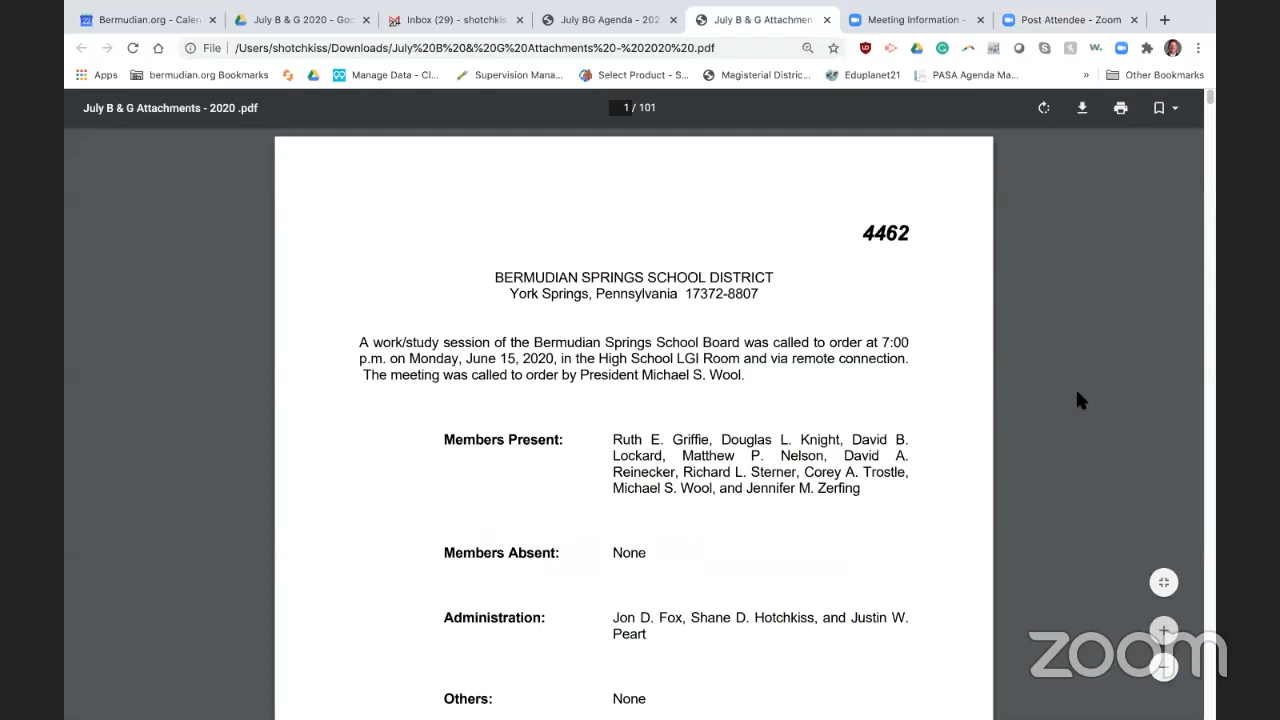 Bermudian.org - Calen
July B & G 2020 - Goo
Inbox (29) - shotchkis
July BG Agenda - 202
July B & G Attachmen
Meeting Information -
Post Attendee - Zoom
File
/Users/shotchkiss/Downloads/July%20B%20&%20G%20Attachments%20-%202020%20.pdf
Apps
bermudian.org Bookmarks
Manage Data - Cl...
Supervision Mana...
Select Product - S...
Magisterial Distric...
Eduplanet21
PASA Agenda Ma...
»
Other Bookmarks
July B & G Attachments - 2020 .pdf
1 / 101
4462
BERMUDIAN SPRINGS SCHOOL DISTRICT
York Springs, Pennsylvania 17372-8807
A work/study session of the Bermudian Springs School Board was called to order at 7:00
p.m. on Monday, June 15, 2020, in the High School LGI Room and via remote connection.
The meeting was called to order by President Michael S. Wool.
Members Present:
Ruth E. Griffie, Douglas L. Knight, David B.
Lockard, Matthew P. Nelson, David A.
Reinecker, Richard L. Sterner, Corey A. Trostle,
Michael S. Wool, and Jennifer M. Zerfing
Members Absent:
None
Administration:
Jon D. Fox, Shane D. Hotchkiss, and Justin W.
Peart
Others:
None
zoom